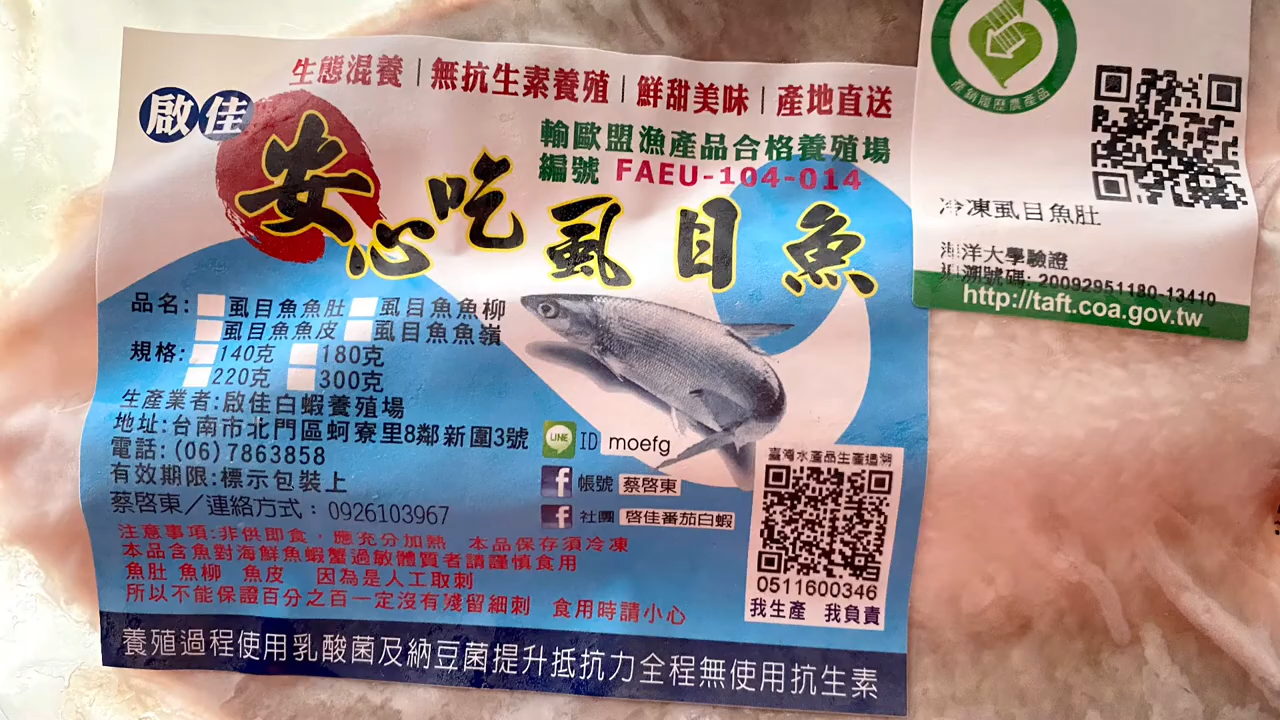 生態混養｜無抗生素養殖｜鮮甜美味｜產地直送
啟佳
輸歐盟漁產品合格養殖場
編號 FAEU-104-014
安心吃虱目魚
品名: 虱目魚魚肚 虱目魚魚柳
虱目魚魚皮 虱目魚魚嶺
規格: 140克 180克
220克 300克
生產業者:啟佳白蝦養殖場
地址:台南市北門區蚵寮里8鄰新圍3號
電話:(06)7863858
有效期限:標示包裝上
蔡啓東／連絡方式：0926103967
LINE ID moefg
f 帳號 蔡啓東
f 社團 啓佳番茄白蝦
臺灣水產品生產追溯
0511600346
我生產 我負責
注意事項:非供即食，應充分加熱 本品保存須冷凍
本品含魚對海鮮魚蝦蟹過敏體質者請謹慎食用
魚肚 魚柳 魚皮 因為是人工取刺
所以不能保證百分之百一定沒有殘留細刺 食用時請小心
養殖過程使用乳酸菌及納豆菌提升抵抗力全程無使用抗生素
產銷履歷農產品
冷凍虱目魚肚
海洋大學驗證
追溯號碼: 20092951180-13410
http://taft.coa.gov.tw